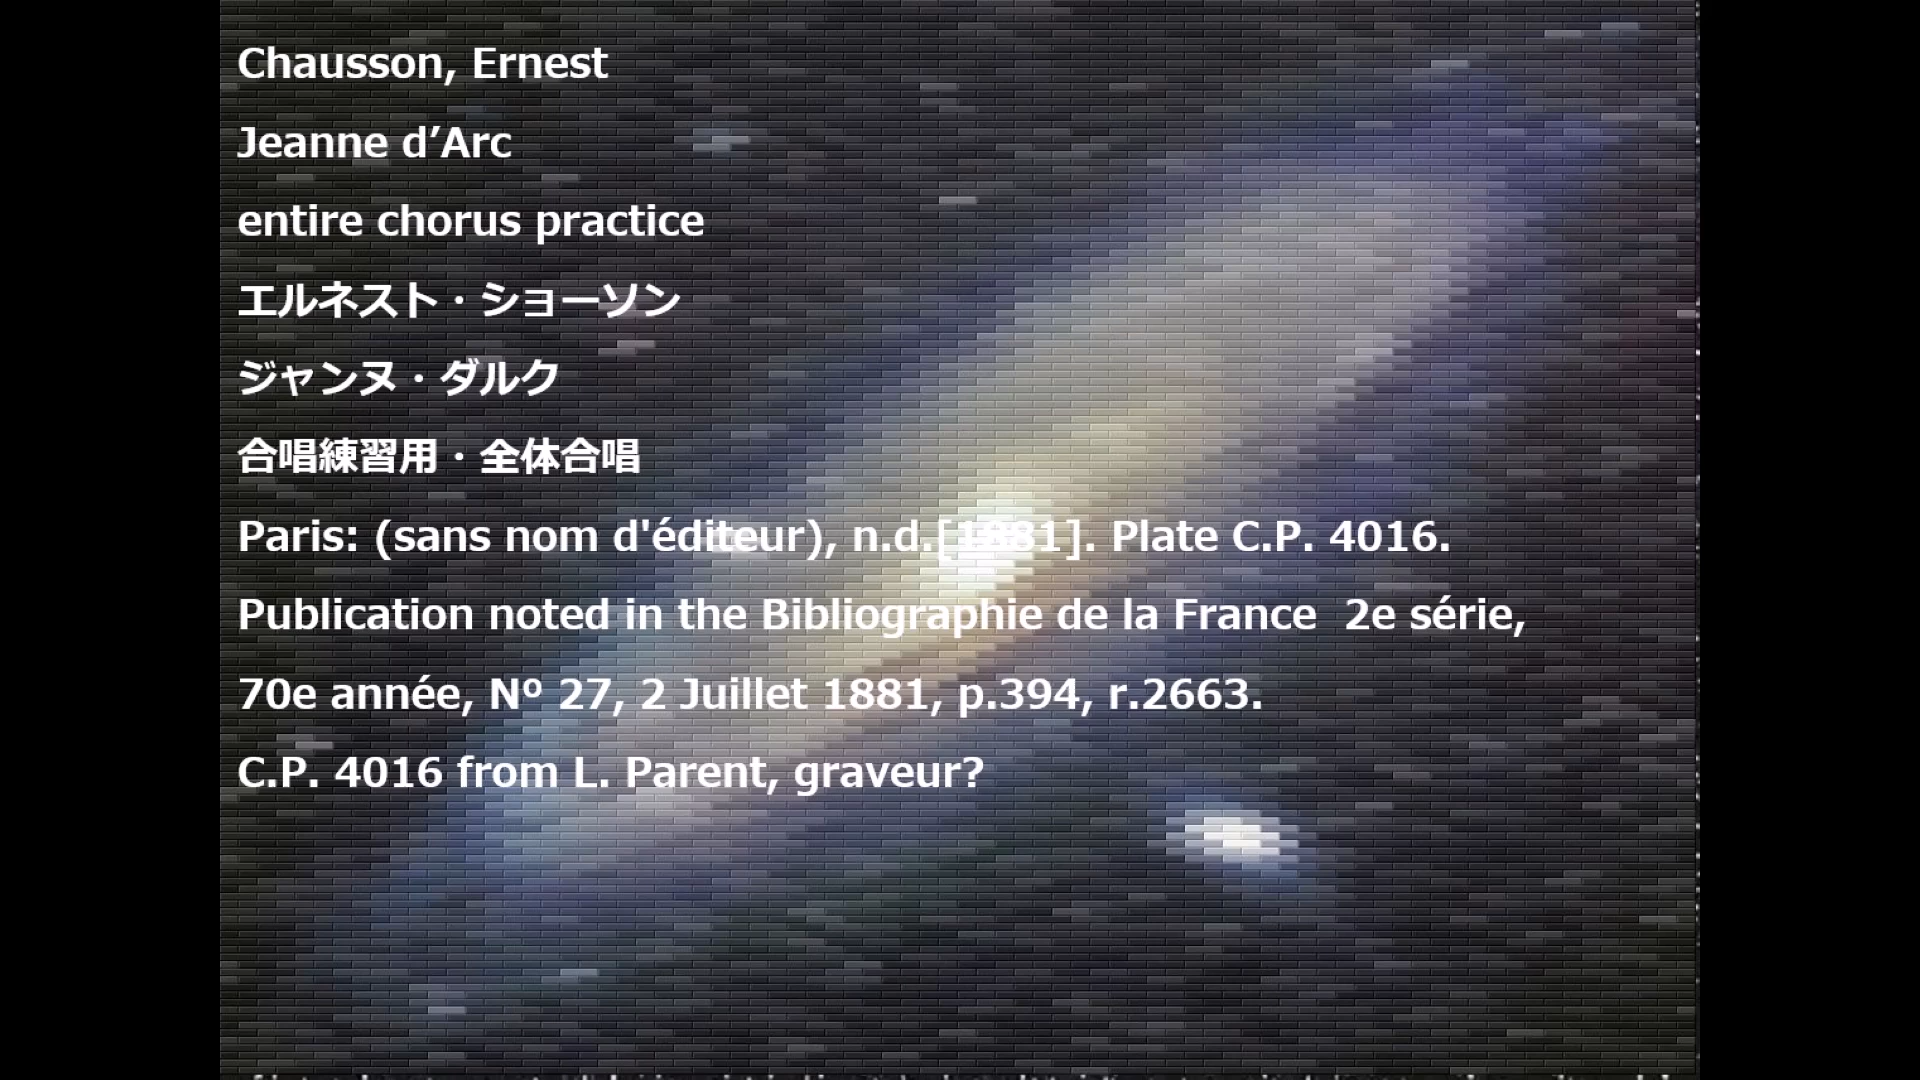 Chausson, Ernest
Jeanne d’Arc
entire chorus practice
エルネスト・ショーソン
ジャンヌ・ダルク
合唱練習用・全体合唱
Paris: (sans nom d'éditeur), n.d.[1881]. Plate C.P. 4016.
Publication noted in the Bibliographie de la France  2e série,
70e année, Nº 27, 2 Juillet 1881, p.394, r.2663.
C.P. 4016 from L. Parent, graveur?